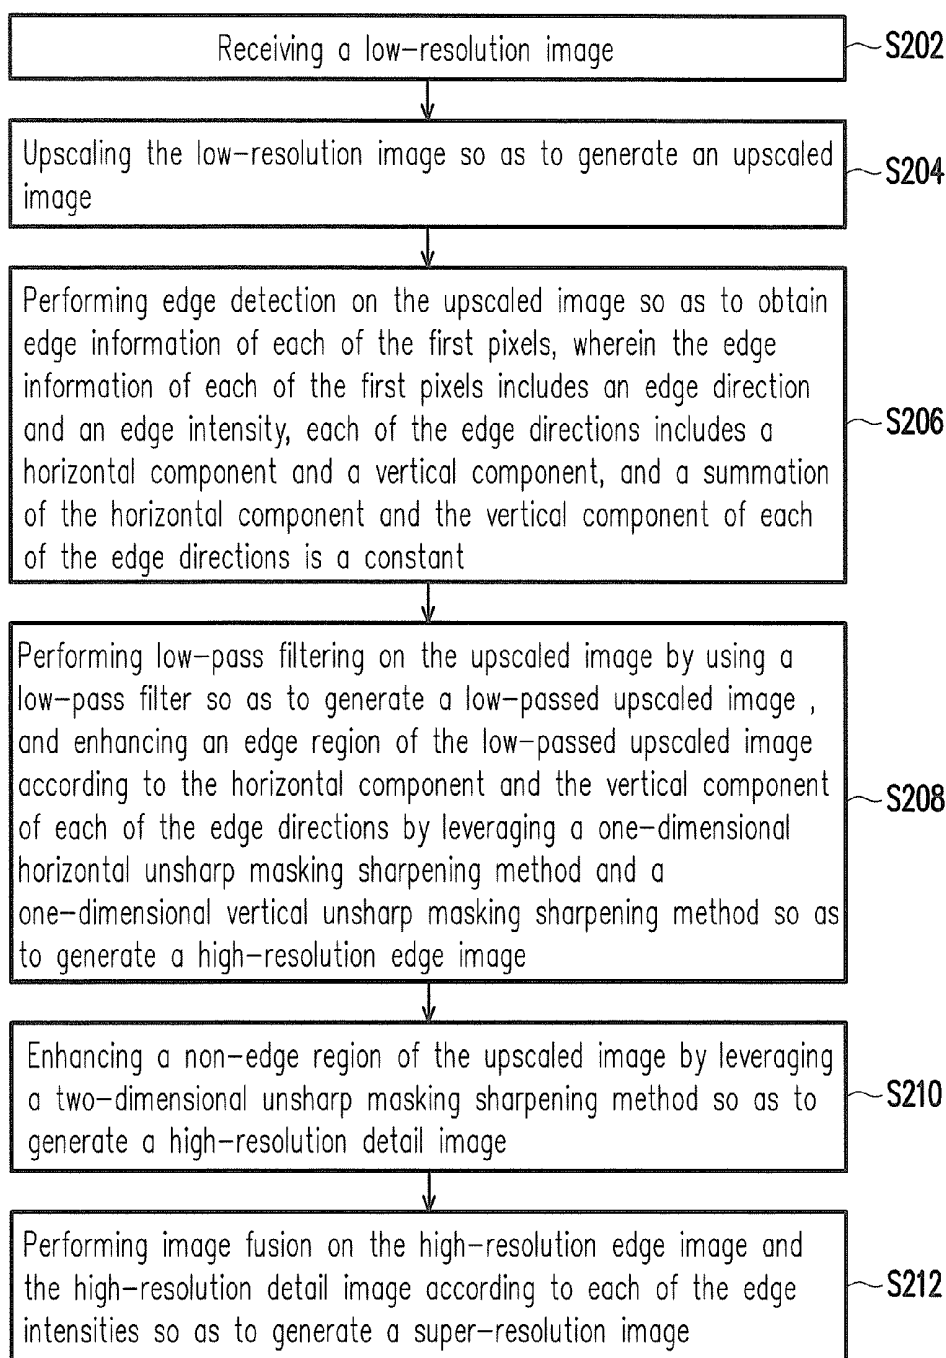 Receiving a low-resolution image
S202
Upscaling the low-resolution image so as to generate an upscaled
image
S204
Performing edge detection on the upscaled image so as to obtain
edge information of each of the first pixels, wherein the edge
information of each of the first pixels includes an edge direction
and an edge intensity, each of the edge directions includes a
horizontal component and a vertical component, and a summation
of the horizontal component and the vertical component of each
of the edge directions is a constant
S206
Performing low-pass filtering on the upscaled image by using a
low-pass filter so as to generate a low-passed upscaled image ,
and enhancing an edge region of the low-passed upscaled image
according to the horizontal component and the vertical component
of each of the edge directions by leveraging a one-dimensional
horizontal unsharp masking sharpening method and a
one-dimensional vertical unsharp masking sharpening method so as
to generate a high-resolution edge image
S208
Enhancing a non-edge region of the upscaled image by leveraging
a two-dimensional unsharp masking sharpening method so as to
generate a high-resolution detail image
S210
Performing image fusion on the high-resolution edge image and
the high-resolution detail image according to each of the edge
intensities so as to generate a super-resolution image
S212